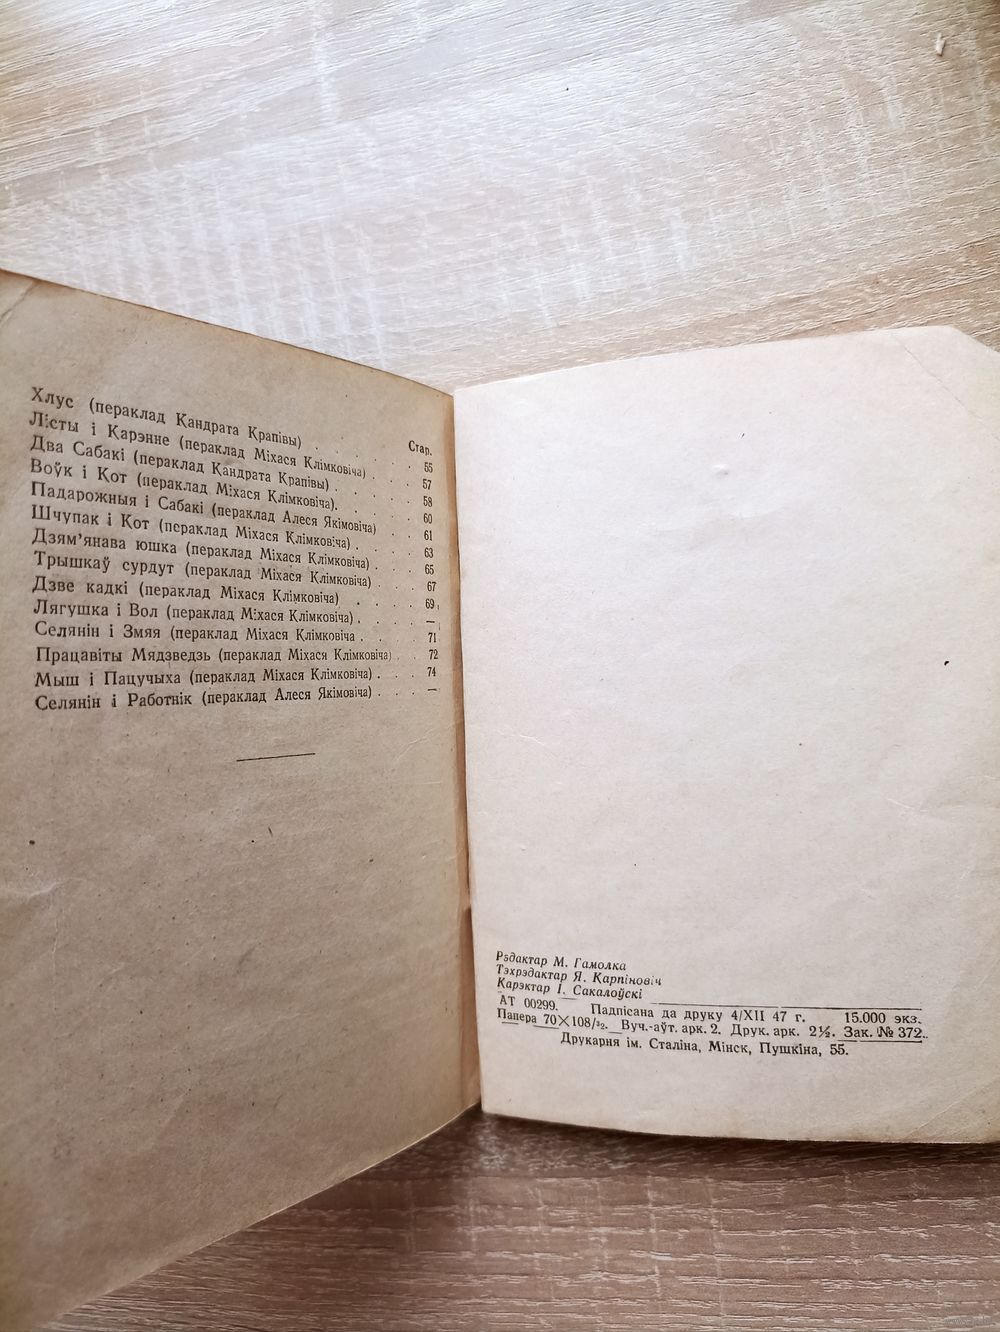 Стар.
Хлус (пераклад Кандрата Крапівы) . . . . . 55
Лісты і Карэнне (пераклад Міхася Клімковіча) . . . 57
Два Сабакі (пераклад Кандрата Крапівы) . . . . 58
Воўк і Кот (пераклад Міхася Клімковіча). . . . 60
Падарожныя і Сабакі (пераклад Алеся Якімовіча) . . 61
Шчупак і Кот (пераклад Міхася Клімковіча) . . . 63
Дзям'янава юшка (пераклад Міхася Клімковіча) . . . 65
Трышкаў сурдут (пераклад Міхася Клімковіча) . . . 67
Дзве кадкі (пераклад Міхася Клімковіча) . . . . 69
Лягушка і Вол (пераклад Міхася Клімковіча) . . . . —
Селянін і Змяя (пераклад Міхася Клімковіча . . . 71
Працавіты Мядзведзь (пераклад Міхася Клімковіча) . . 72
Мыш і Пацучыха (пераклад Міхася Клімковіча) . . . 74
Селянін і Работнік (пераклад Алеся Якімовіча) . . . —
Рэдактар М. Гамолка
Тэхрэдактар Я. Карпіновіч
Карэктар І. Сакалоўскі
АТ 00299. Падпісана да друку 4/XII 47 г. 15.000 экз.
Папера 70×108/32. Вуч.-аўт. арк. 2. Друк. арк. 2½. Зак. № 372.
Друкарня ім. Сталіна, Мінск, Пушкіна, 55.